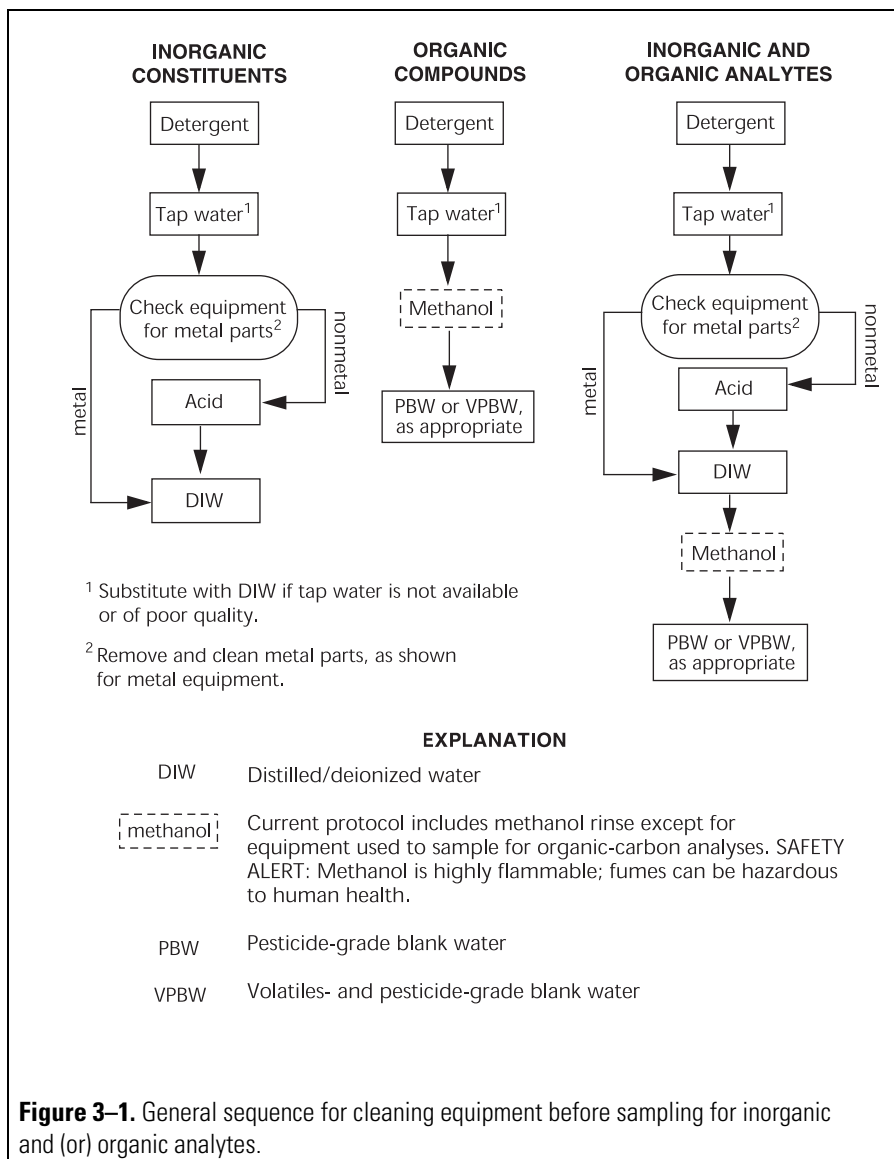 INORGANIC
CONSTITUENTS
Detergent
Tap water1
Check equipment
for metal parts2
metal
nonmetal
Acid
DIW
ORGANIC
COMPOUNDS
Detergent
Tap water1
Methanol
PBW or VPBW,
as appropriate
INORGANIC AND
ORGANIC ANALYTES
Detergent
Tap water1
Check equipment
for metal parts2
metal
nonmetal
Acid
DIW
Methanol
PBW or VPBW,
as appropriate
1 Substitute with DIW if tap water is not available
or of poor quality.
2 Remove and clean metal parts, as shown
for metal equipment.
EXPLANATION
DIW Distilled/deionized water
methanol Current protocol includes methanol rinse except for
equipment used to sample for organic-carbon analyses. SAFETY
ALERT: Methanol is highly flammable; fumes can be hazardous
to human health.
PBW Pesticide-grade blank water
VPBW Volatiles- and pesticide-grade blank water
Figure 3–1. General sequence for cleaning equipment before sampling for inorganic
and (or) organic analytes.